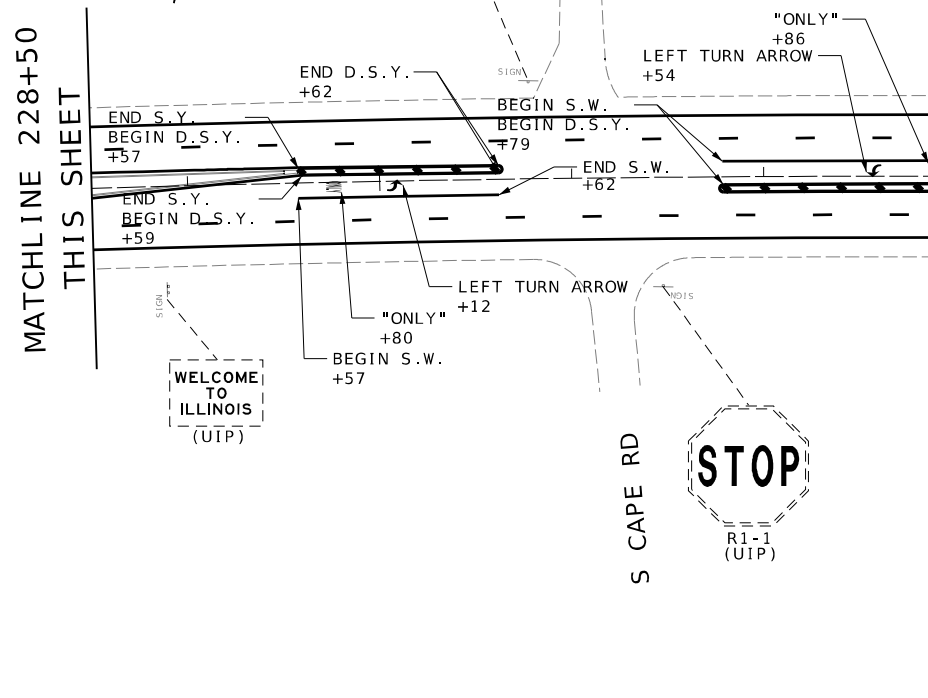 MATCHLINE 228+50
THIS SHEET
"ONLY"
+86
LEFT TURN ARROW
+54
END D.S.Y.
+62
SIGN
BEGIN S.W.
BEGIN D.S.Y.
+79
END S.Y.
BEGIN D.S.Y.
+57
END S.W.
+62
END S.Y.
BEGIN D.S.Y.
+59
LEFT TURN ARROW
+12
SIGN
SIGN
"ONLY"
+80
BEGIN S.W.
+57
WELCOME
TO
ILLINOIS
(UIP)
S CAPE RD
STOP
R1-1
(UIP)